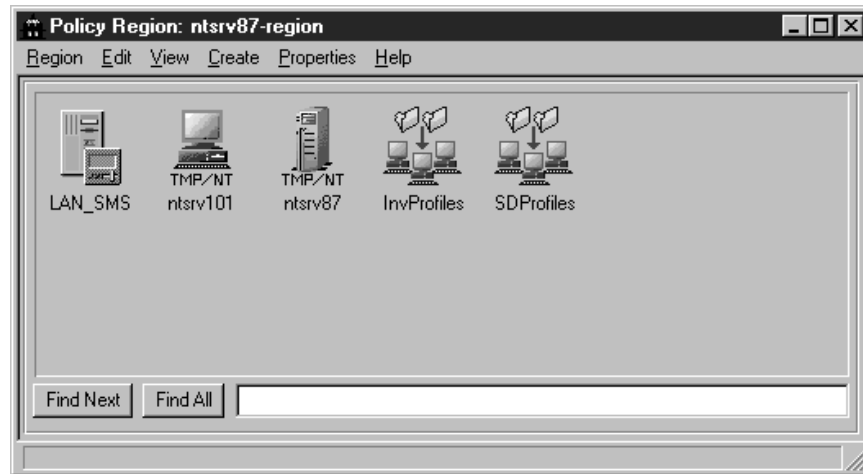 Policy Region: ntsrv87-region
Region Edit View Create Properties Help
TMP/NT TMP/NT
LAN_SMS ntsrv101 ntsrv87 InvProfiles SDProfiles
Find Next Find All